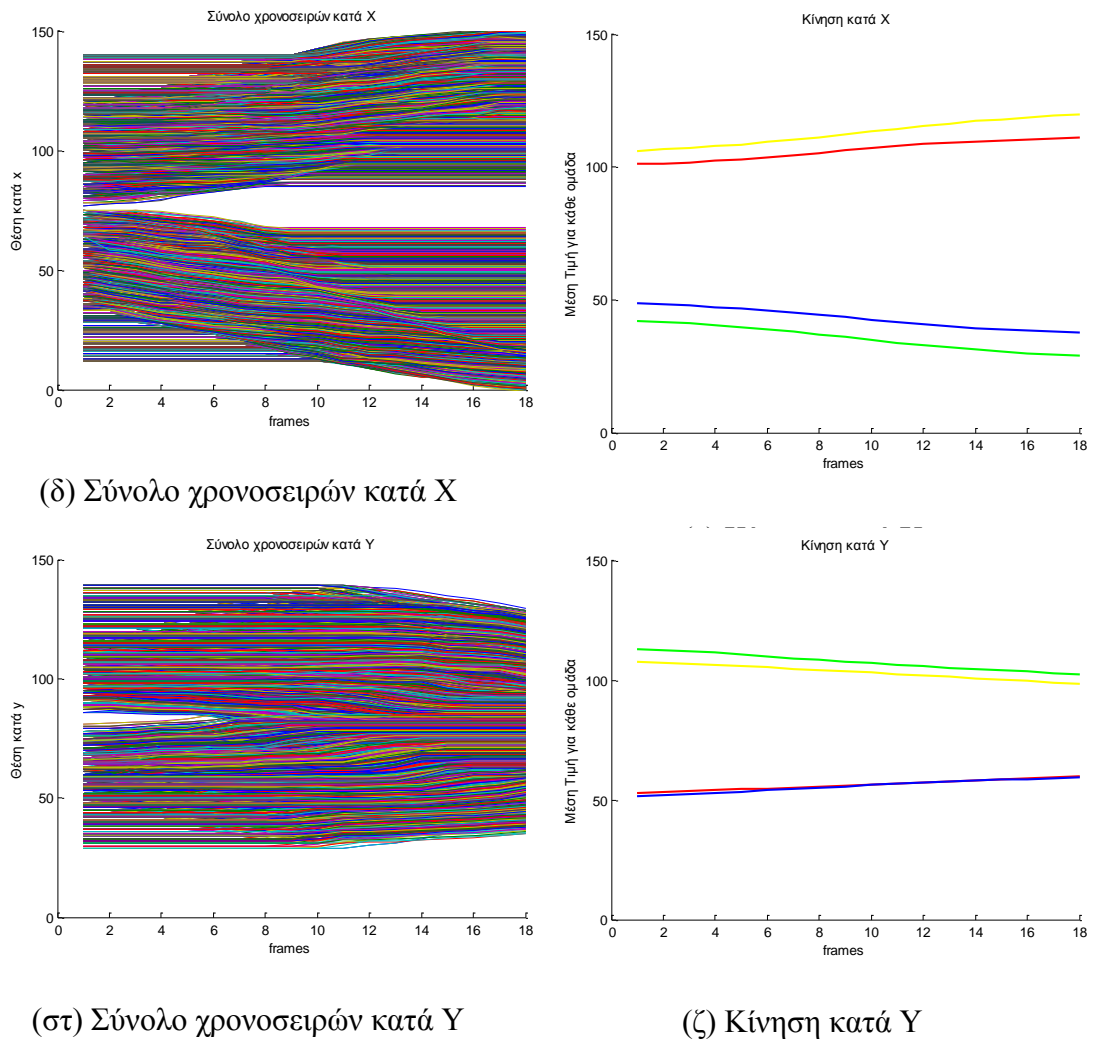 Σύνολο χρονοσειρών κατά Χ
Θέση κατά x
150
100
50
0
0 2 4 6 8 10 12 14 16 18
frames
Κίνηση κατά Χ
Μέση Τιμή για κάθε ομάδα
150
100
50
0
0 2 4 6 8 10 12 14 16 18
frames
(δ) Σύνολο χρονοσειρών κατά Χ
Σύνολο χρονοσειρών κατά Υ
Θέση κατά y
150
100
50
0
0 2 4 6 8 10 12 14 16 18
frames
Κίνηση κατά Υ
Μέση Τιμή για κάθε ομάδα
150
100
50
0
0 2 4 6 8 10 12 14 16 18
frames
(στ) Σύνολο χρονοσειρών κατά Υ
(ζ) Κίνηση κατά Υ